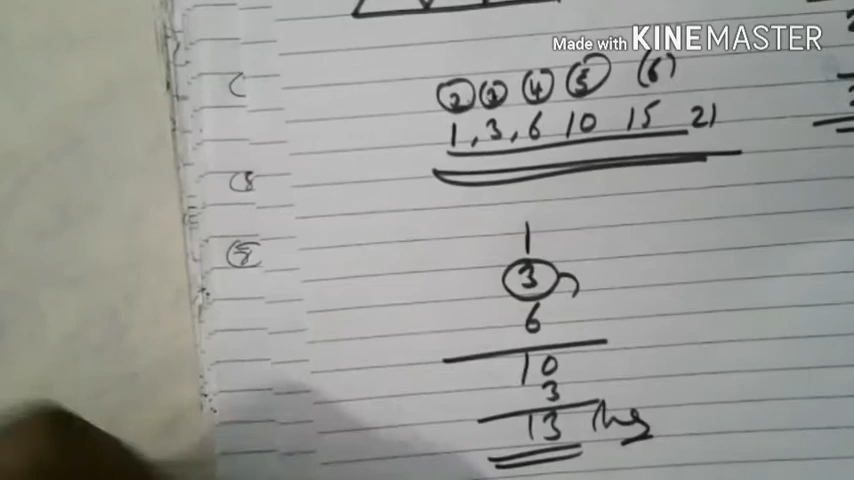 Made with KINEMASTER
(2) (3) (4) (5) (6)
1, 3, 6 10 15 21
1
3
6
10
3
13 Ans